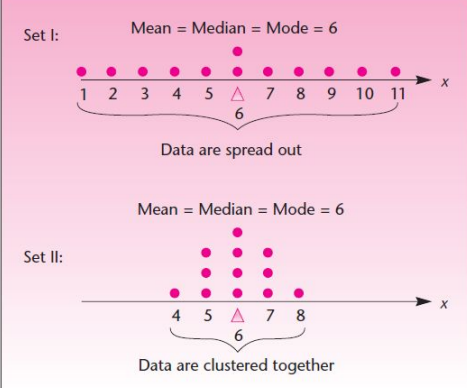 Set I:
Mean = Median = Mode = 6
x
1 2 3 4 5 7 8 9 10 11
6
Data are spread out
Mean = Median = Mode = 6
Set II:
x
4 5 7 8
6
Data are clustered together